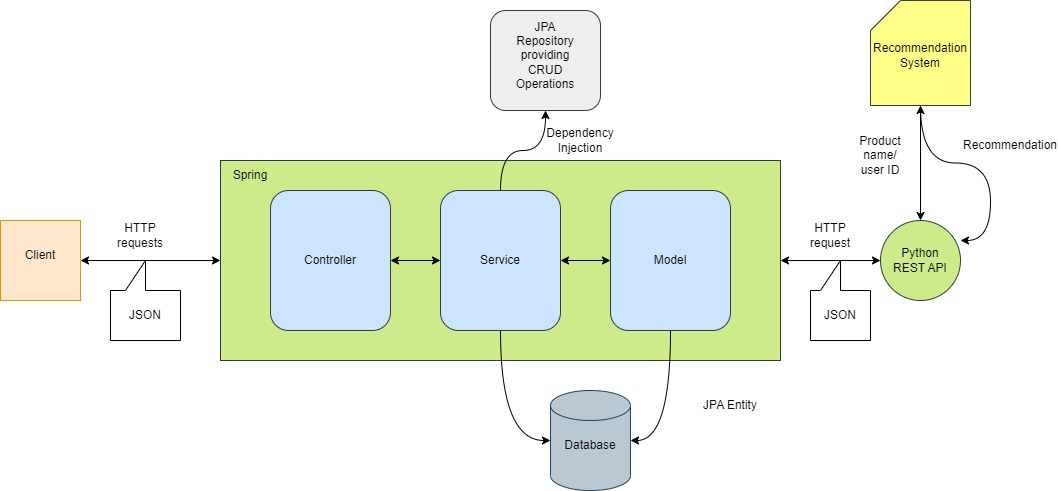 JPA
Repository
providing
CRUD
Operations
Recommendation
System
Dependency
Injection
Product
name/
user ID
Recommendation
Spring
HTTP
requests
HTTP
request
Client
Controller
Service
Model
Python
REST API
JSON
JSON
JPA Entity
Database